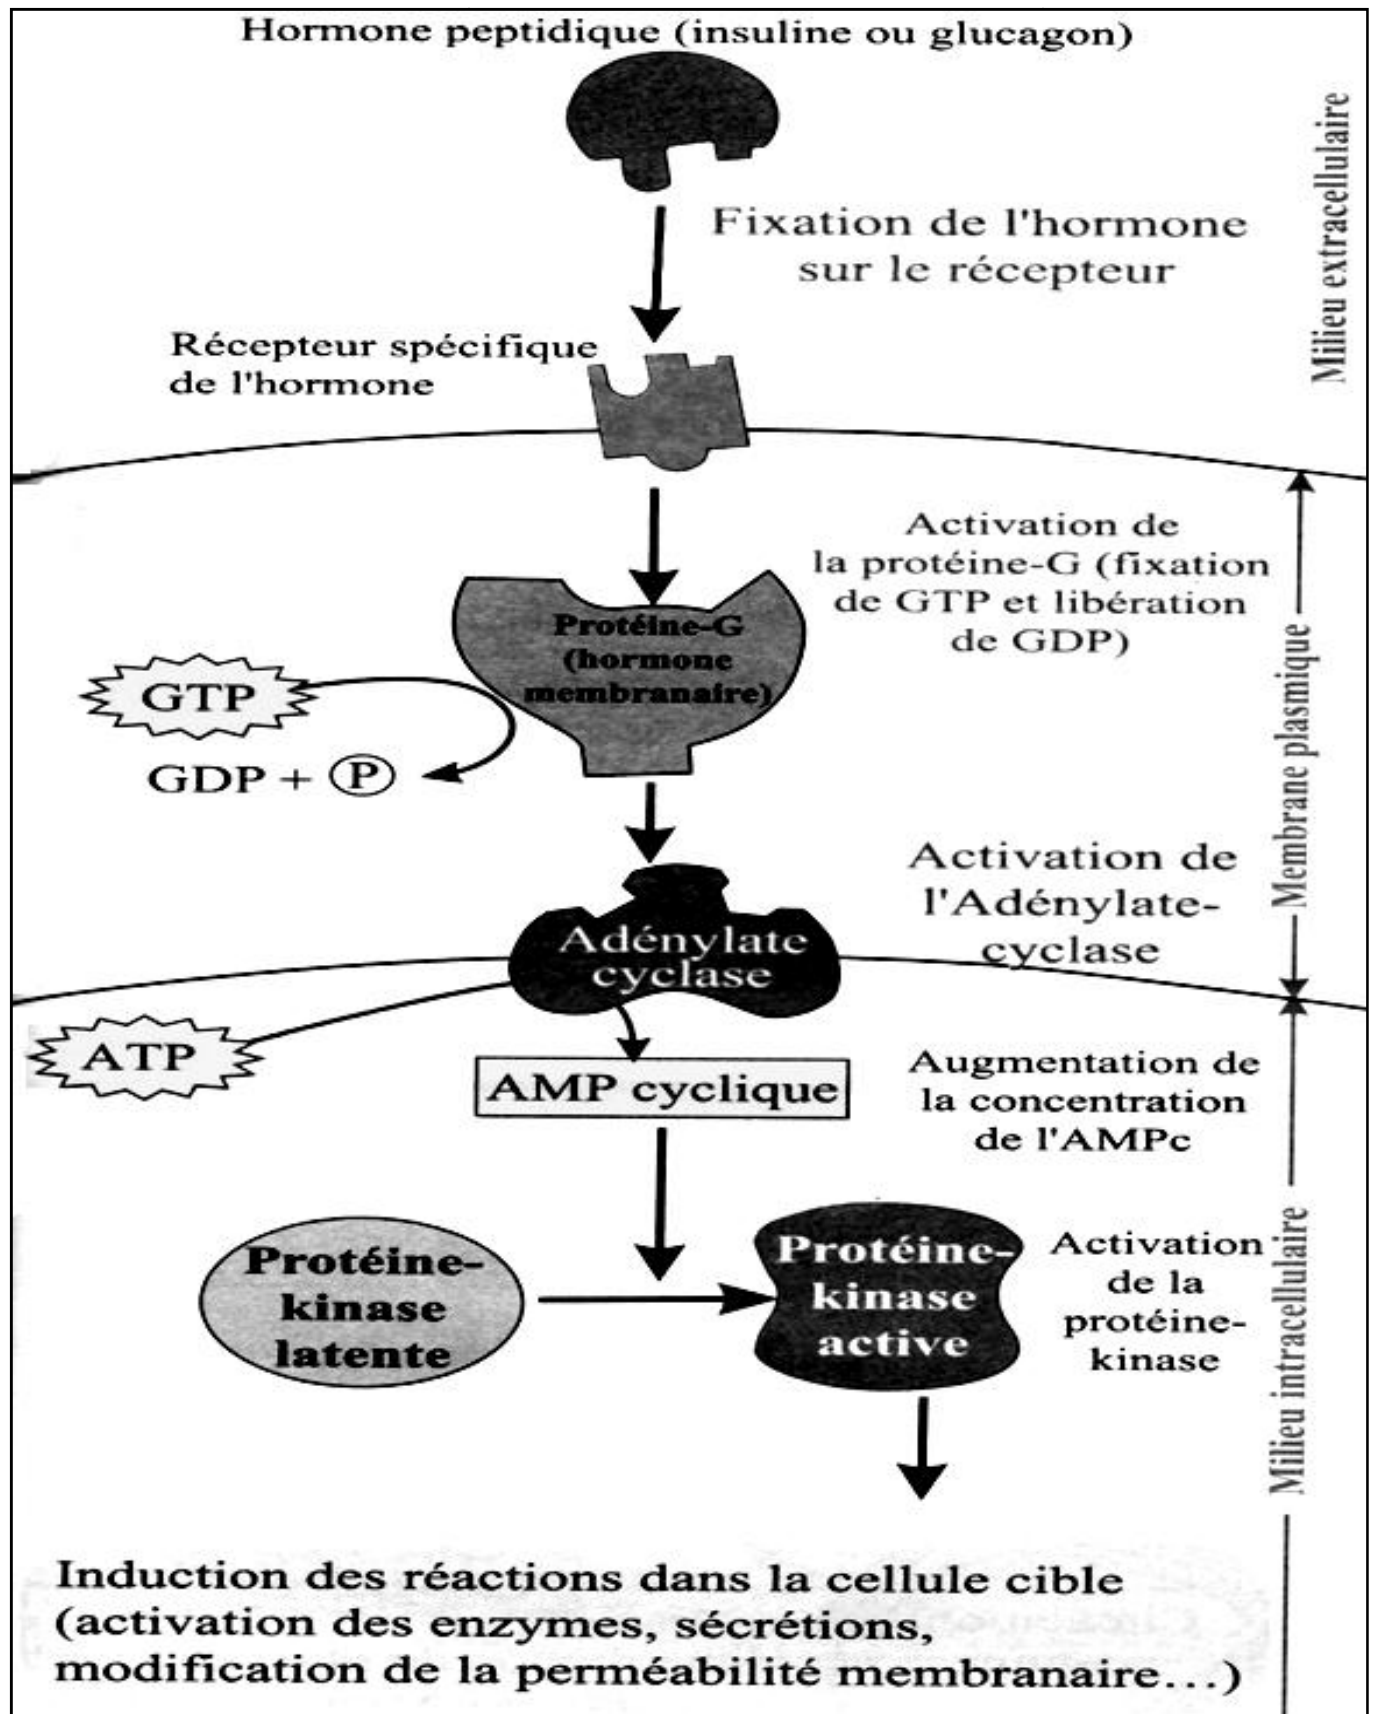 Hormone peptidique (insuline ou glucagon)
Milieu extracellulaire
Fixation de l'hormone
sur le récepteur
Récepteur spécifique
de l'hormone
Activation de
la protéine-G (fixation
de GTP et libération
de GDP)
Protéine-G
(hormone
membranaire)
GTP
GDP + P
Membrane plasmique
Activation de
l'Adénylate-
cyclase
Adénylate
cyclase
ATP
AMP cyclique
Augmentation de
la concentration
de l'AMPc
Protéine-
kinase
latente
Protéine-
kinase
active
Activation
de la
protéine-
kinase
Milieu intracellulaire
Induction des réactions dans la cellule cible
(activation des enzymes, sécrétions,
modification de la perméabilité membranaire...)